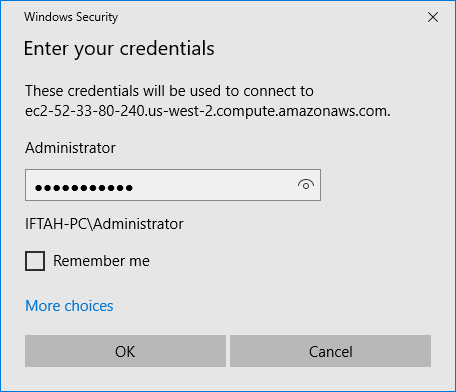 Windows Security
Enter your credentials
These credentials will be used to connect to
ec2-52-33-80-240.us-west-2.compute.amazonaws.com.
Administrator
●●●●●●●●●●●
IFTAH-PC\Administrator
Remember me
More choices
OK
Cancel